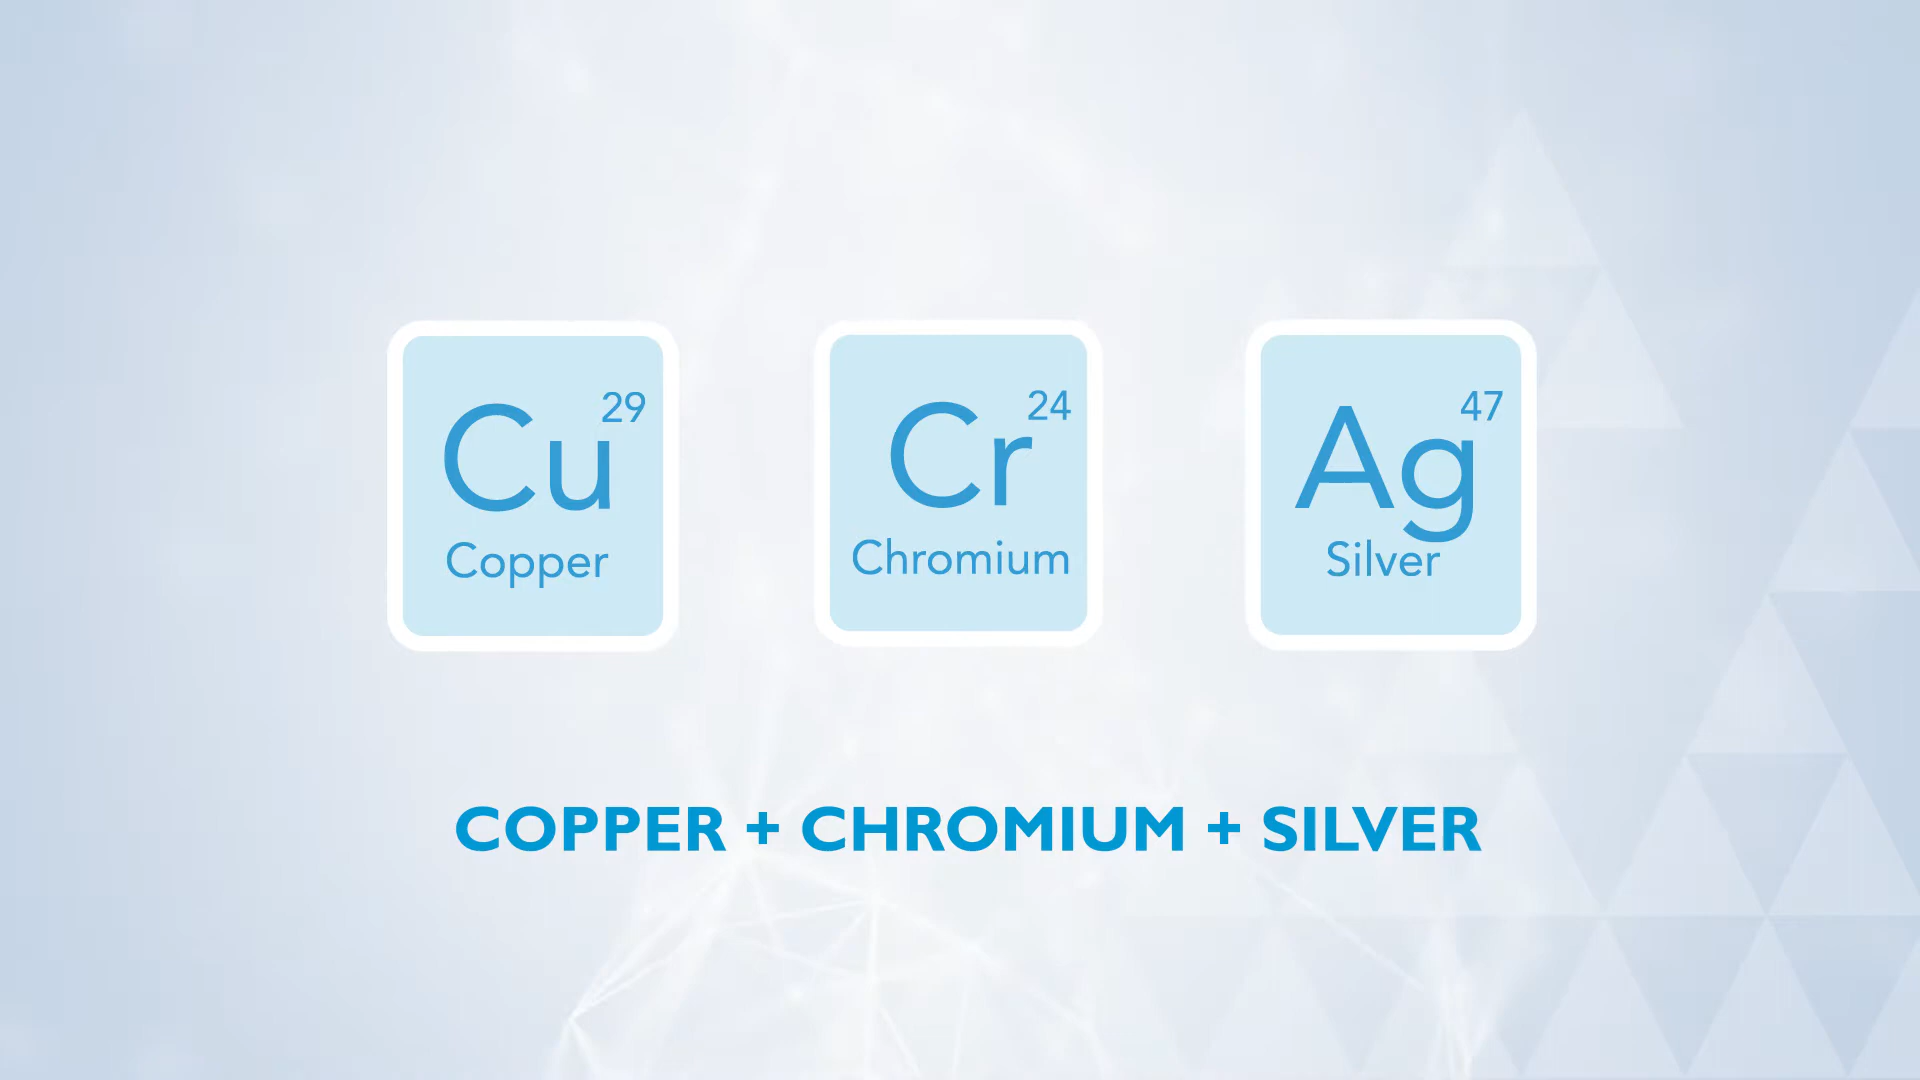 Cu 29
Copper
Cr 24
Chromium
Ag 47
Silver
COPPER + CHROMIUM + SILVER